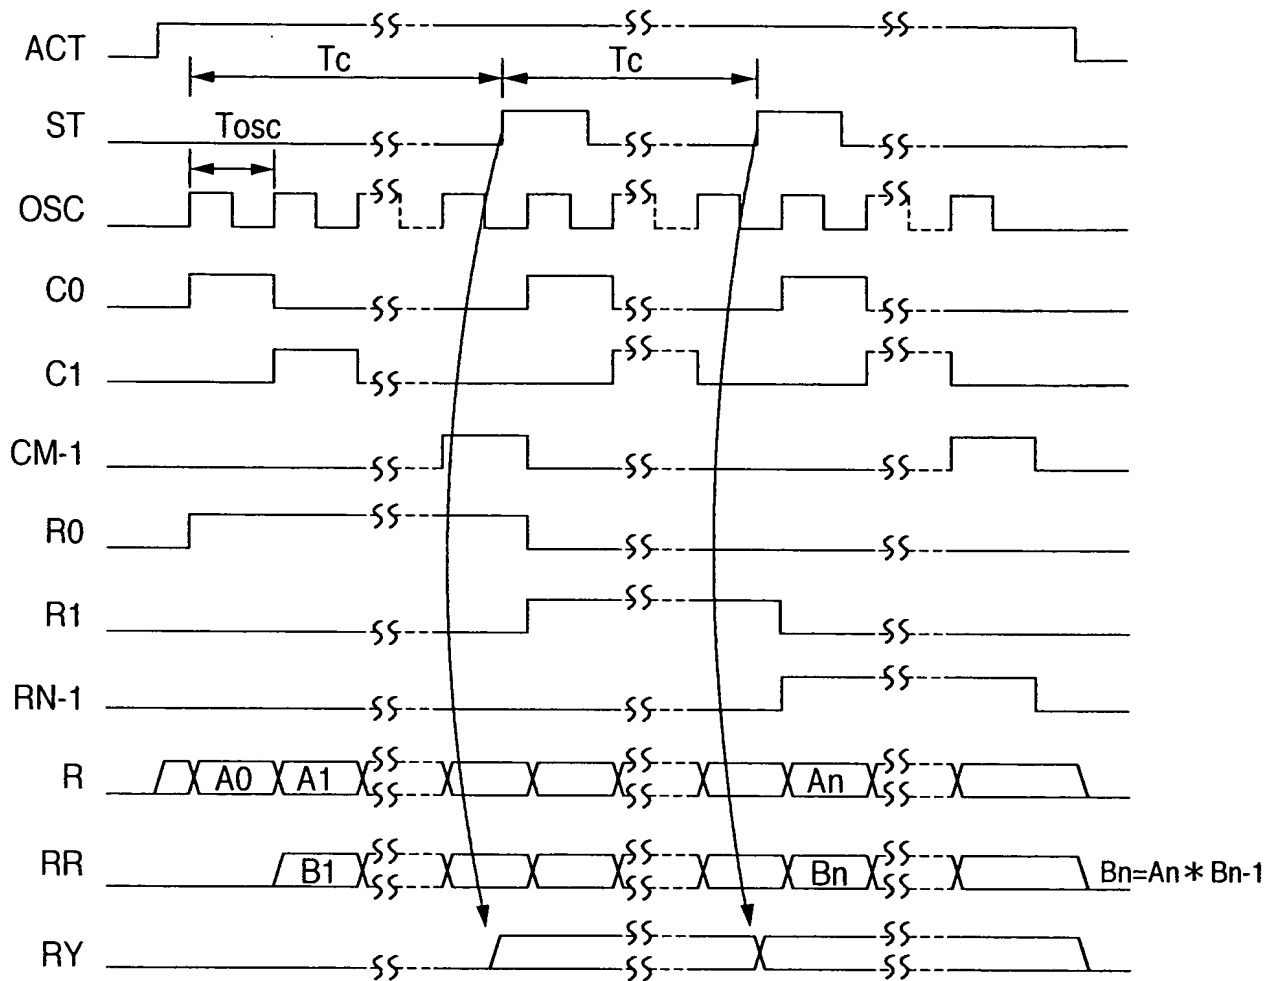 ACT
Tc Tc
ST
Tosc
OSC
C0
C1
CM-1
R0
R1
RN-1
R A0 A1 An
RR B1 Bn Bn=An*Bn-1
RY